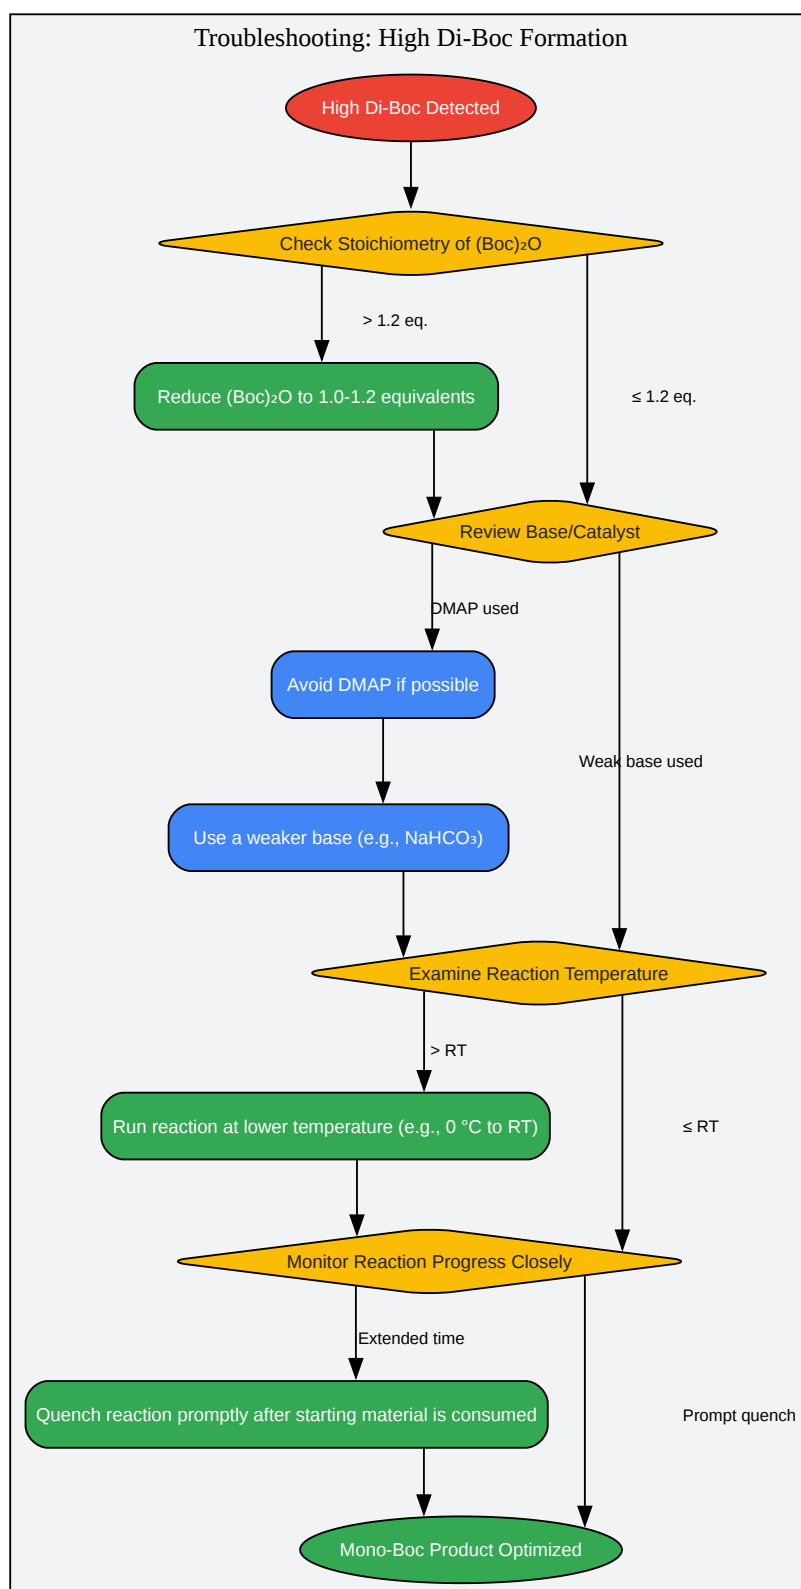 Troubleshooting: High Di-Boc Formation
High Di-Boc Detected
Check Stoichiometry of (Boc)₂O
> 1.2 eq.
Reduce (Boc)₂O to 1.0-1.2 equivalents
≤ 1.2 eq.
Review Base/Catalyst
DMAP used
Avoid DMAP if possible
Weak base used
Use a weaker base (e.g., NaHCO₃)
Examine Reaction Temperature
> RT
Run reaction at lower temperature (e.g., 0 °C to RT)
≤ RT
Monitor Reaction Progress Closely
Extended time
Quench reaction promptly after starting material is consumed
Prompt quench
Mono-Boc Product Optimized